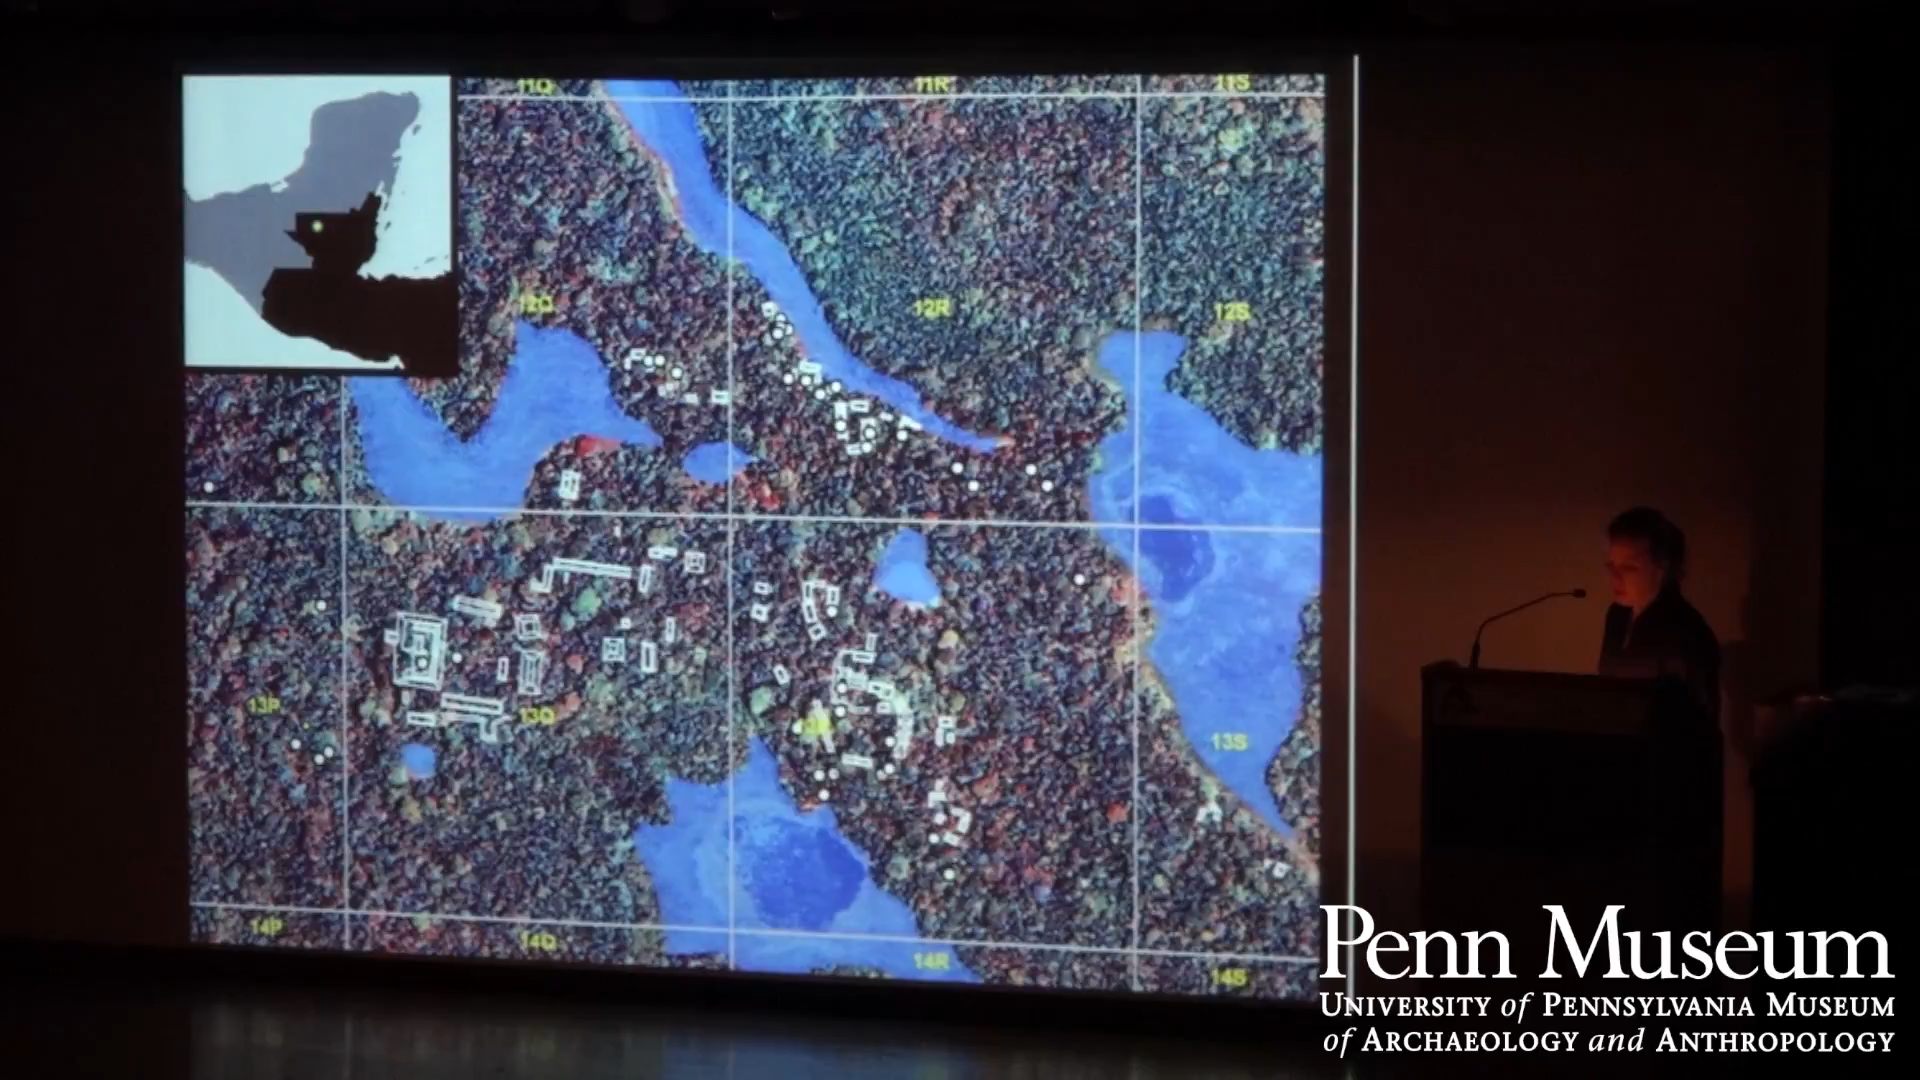 11Q 11R 11S
12Q 12R 12S
13P 13Q 13R 13S
14P 14Q 14R 14S
Penn Museum
UNIVERSITY of PENNSYLVANIA MUSEUM
of ARCHAEOLOGY and ANTHROPOLOGY